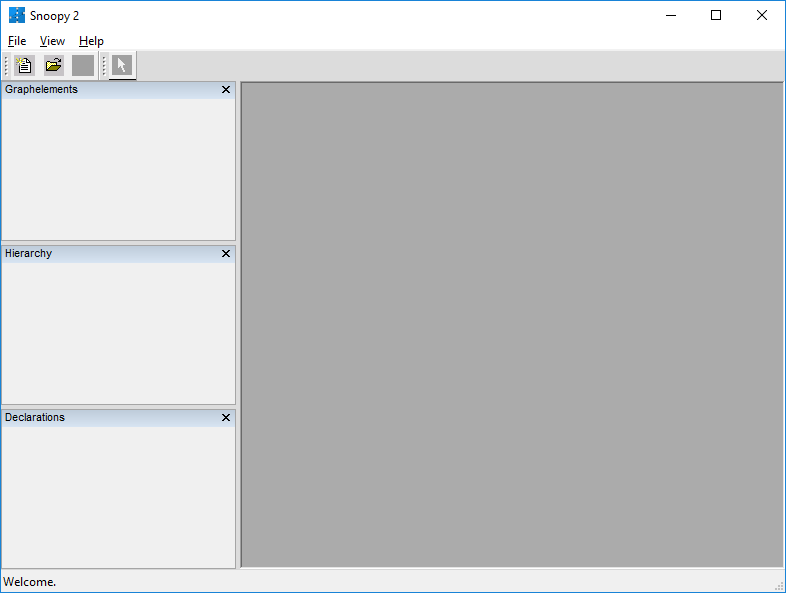 Snoopy 2
File View Help
Graphelements
Hierarchy
Declarations
Welcome.